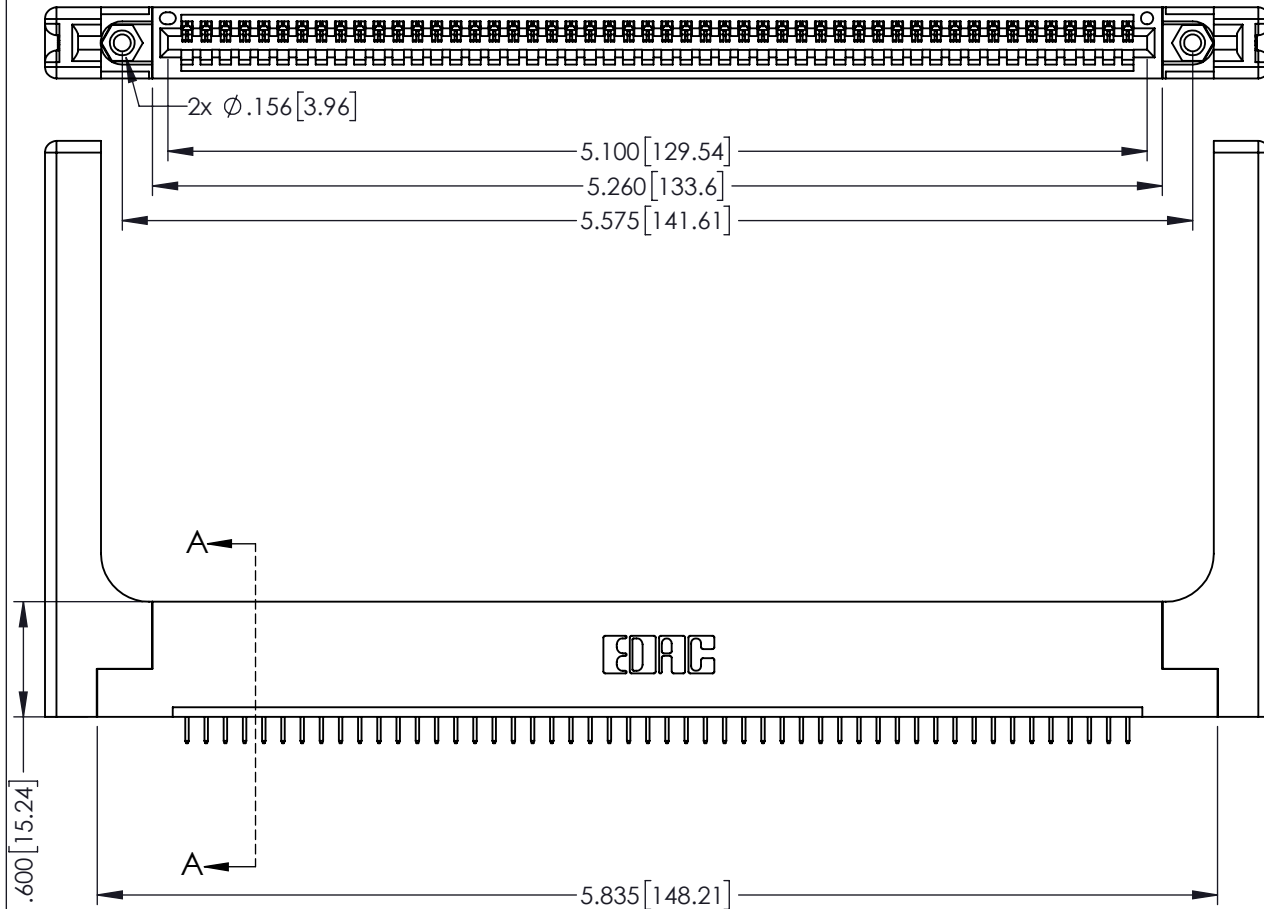 2x ∅.156[3.96]
5.100[129.54]
5.260[133.6]
5.575[141.61]
A
EDAC
.600[15.24]
A
5.835[148.21]